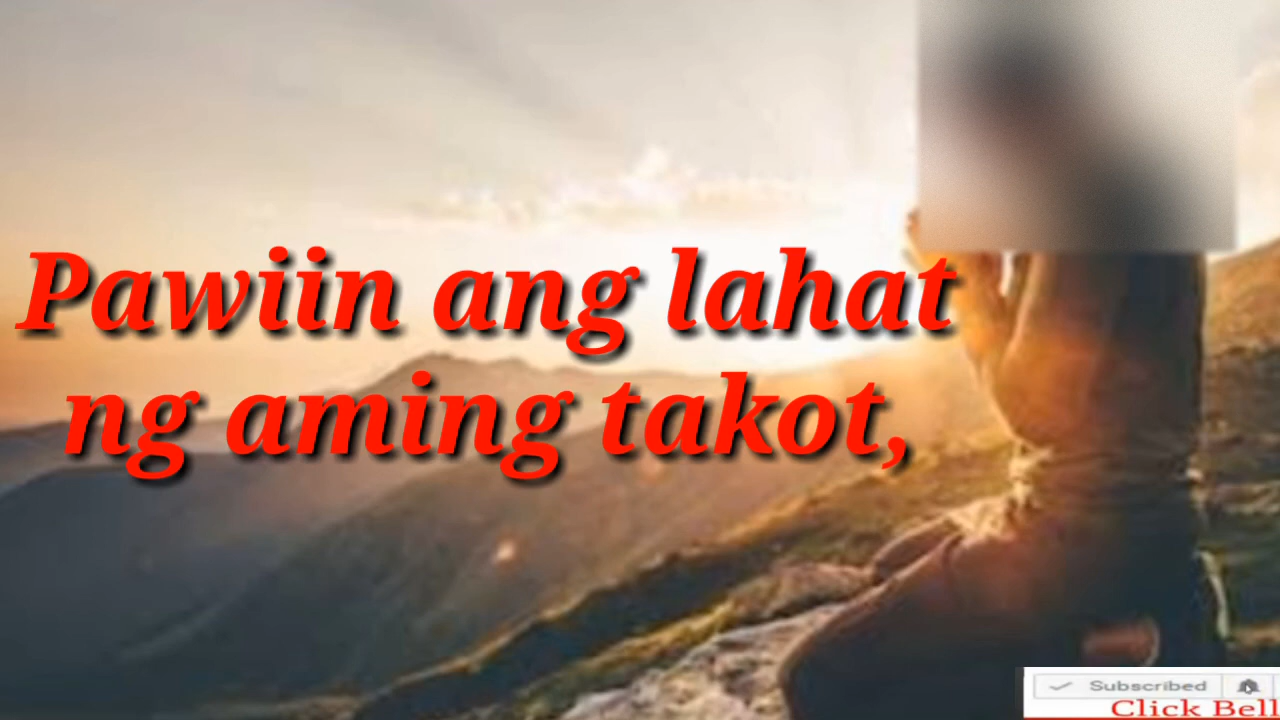 Pawiin ang lahat
ng aming takot,
Subscribed
Click Bell